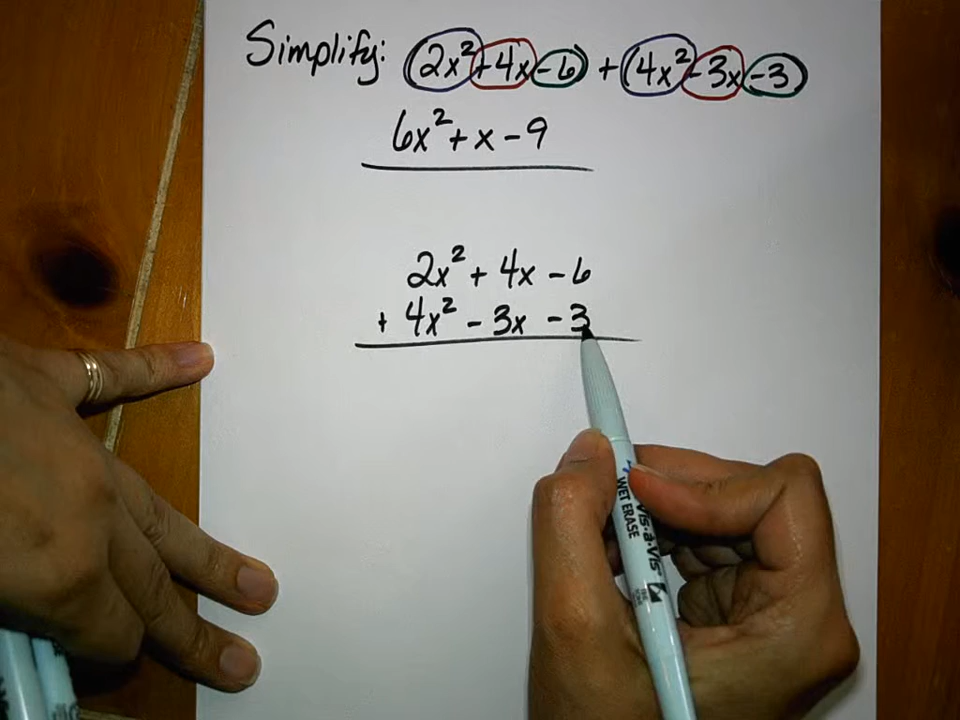 Simplify: (2x² + 4x - 6) + (4x² - 3x - 3)
6x² + x - 9
2x² + 4x - 6
+ 4x² - 3x - 3
VIS-à-VIS
WET ERASE